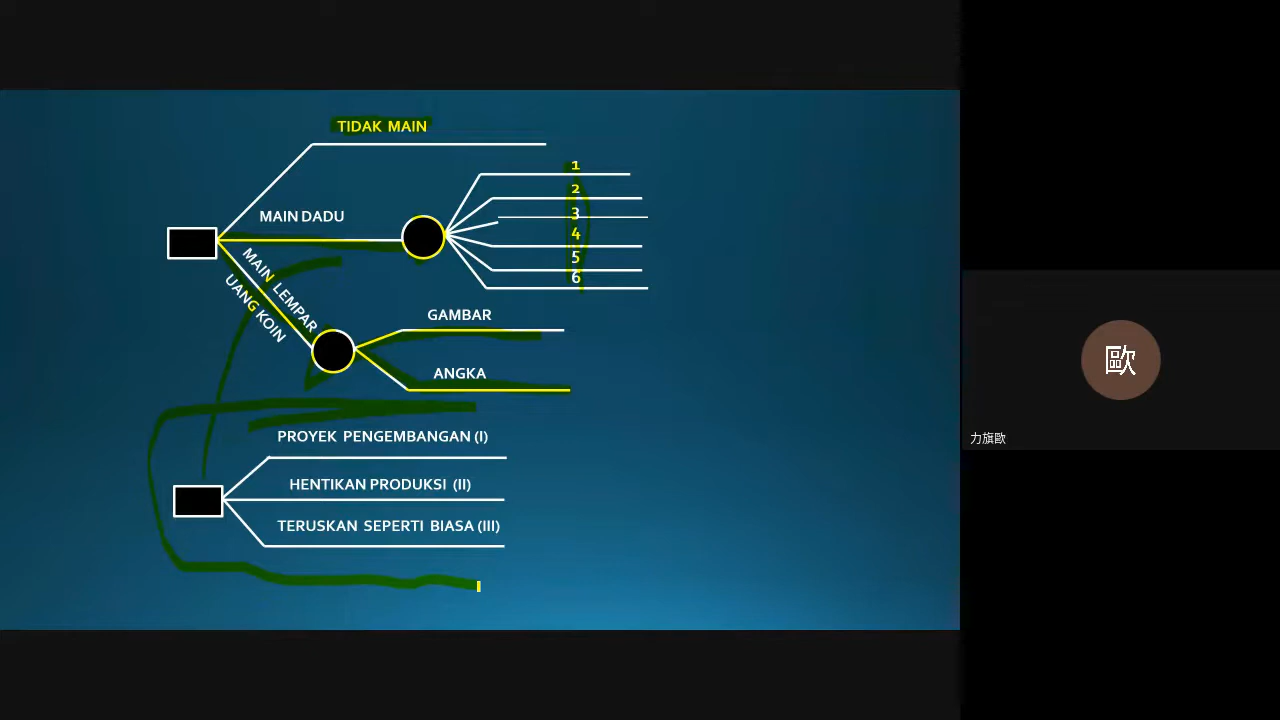 TIDAK MAIN
1
MAIN DADU
2
3
4
5
6
MAIN LEMPAR
UANG KOIN
GAMBAR
ANGKA
PROYEK PENGEMBANGAN (I)
HENTIKAN PRODUKSI (II)
TERUSKAN SEPERTI BIASA (III)
歐
力旗歐